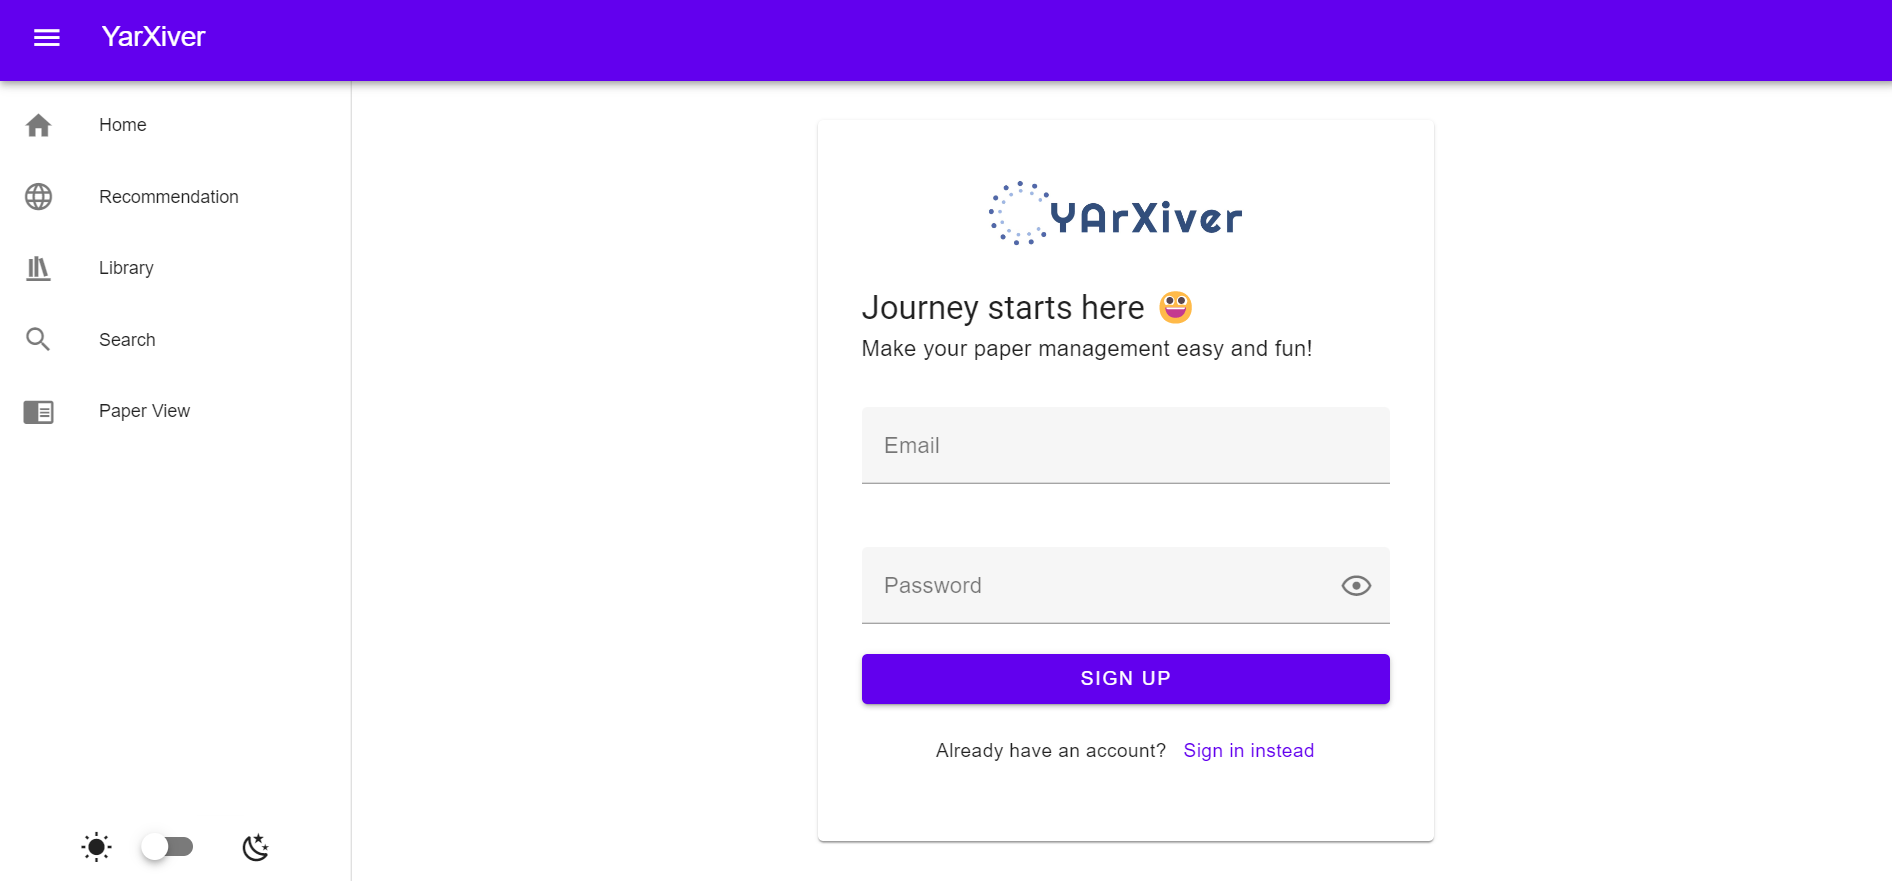 YarXiver
Home
Recommendation
Library
Search
Paper View
YArXiver
Journey starts here
Make your paper management easy and fun!
Email
Password
SIGN UP
Already have an account? Sign in instead